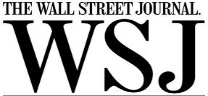 THE WALL STREET JOURNAL.
WSJ